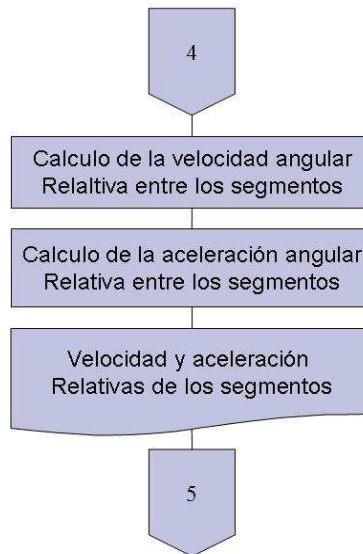 4
Calculo de la velocidad angular
Relaltiva entre los segmentos
Calculo de la aceleración angular
Relativa entre los segmentos
Velocidad y aceleración
Relativas de los segmentos
5